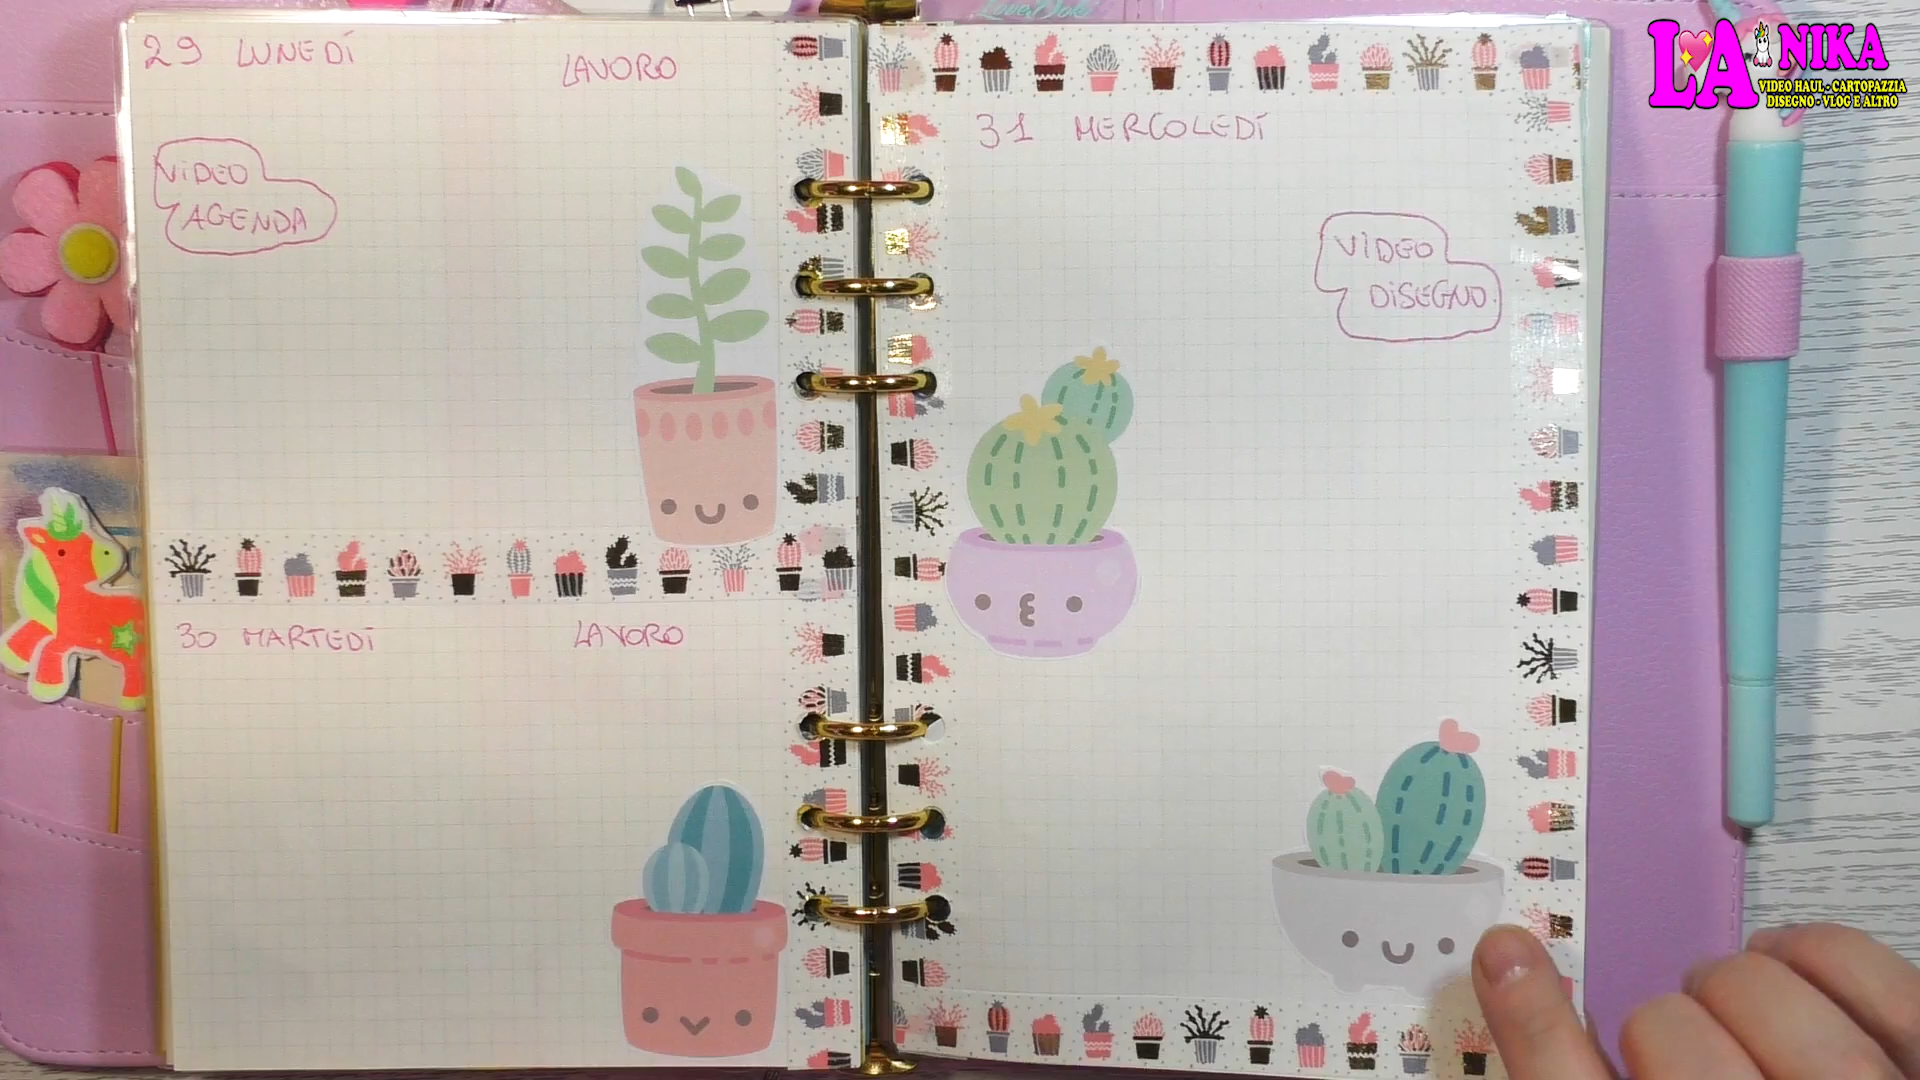 29 LUNEDÌ
LAVORO
VIDEO
AGENDA
30 MARTEDÌ
LAVORO
31 MERCOLEDÌ
VIDEO
DISEGNO
LA NIKA
VIDEO HAUL - CARTOPAZZIA
DISEGNO - VLOG E ALTRO